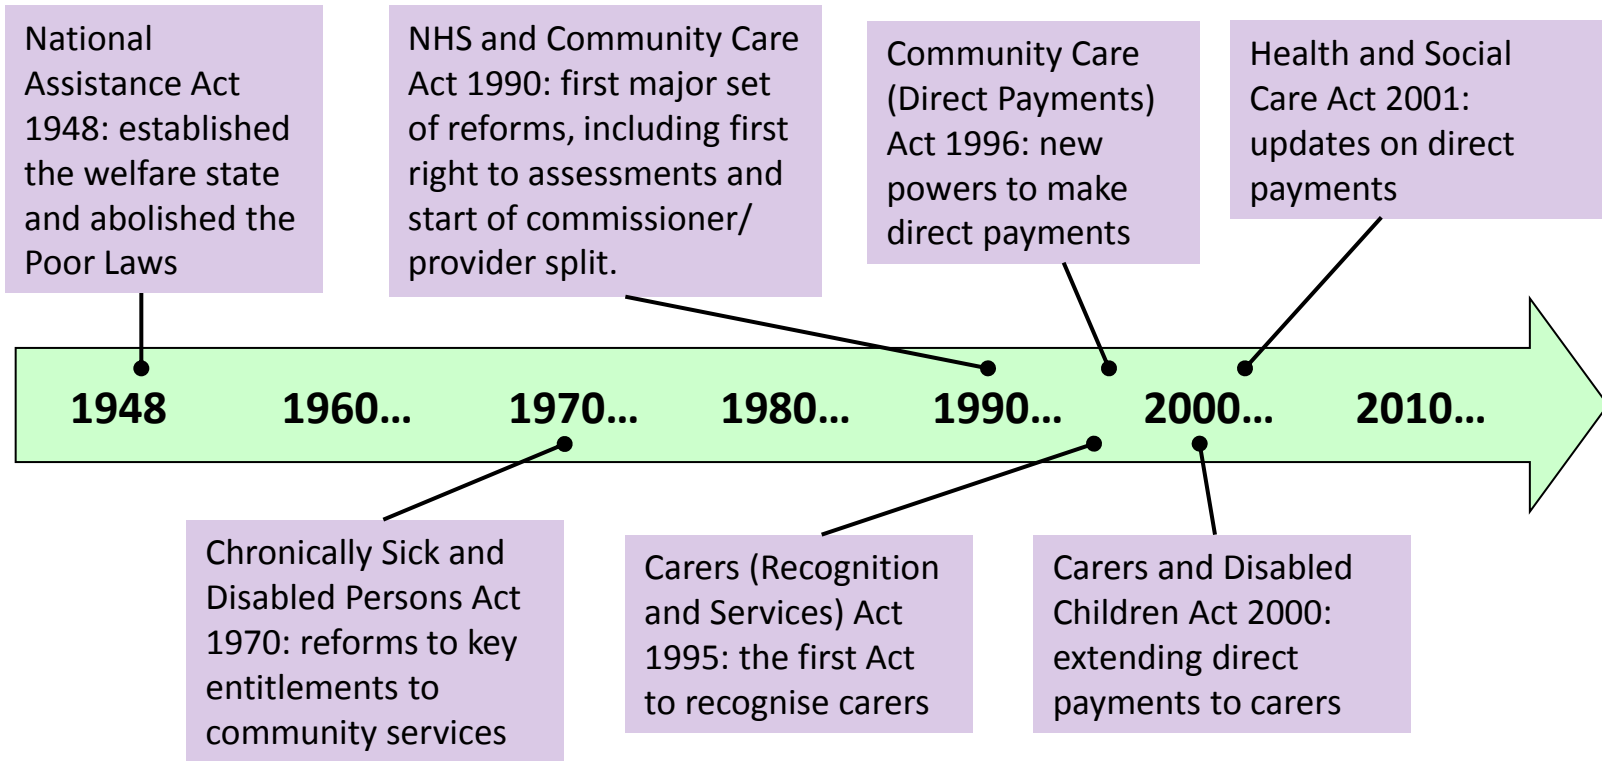 National
Assistance Act
1948: established
the welfare state
and abolished the
Poor Laws
NHS and Community Care
Act 1990: first major set
of reforms, including first
right to assessments and
start of commissioner/
provider split.
Community Care
(Direct Payments)
Act 1996: new
powers to make
direct payments
Health and Social
Care Act 2001:
updates on direct
payments
1948 1960... 1970... 1980... 1990... 2000... 2010...
Chronically Sick and
Disabled Persons Act
1970: reforms to key
entitlements to
community services
Carers (Recognition
and Services) Act
1995: the first Act
to recognise carers
Carers and Disabled
Children Act 2000:
extending direct
payments to carers